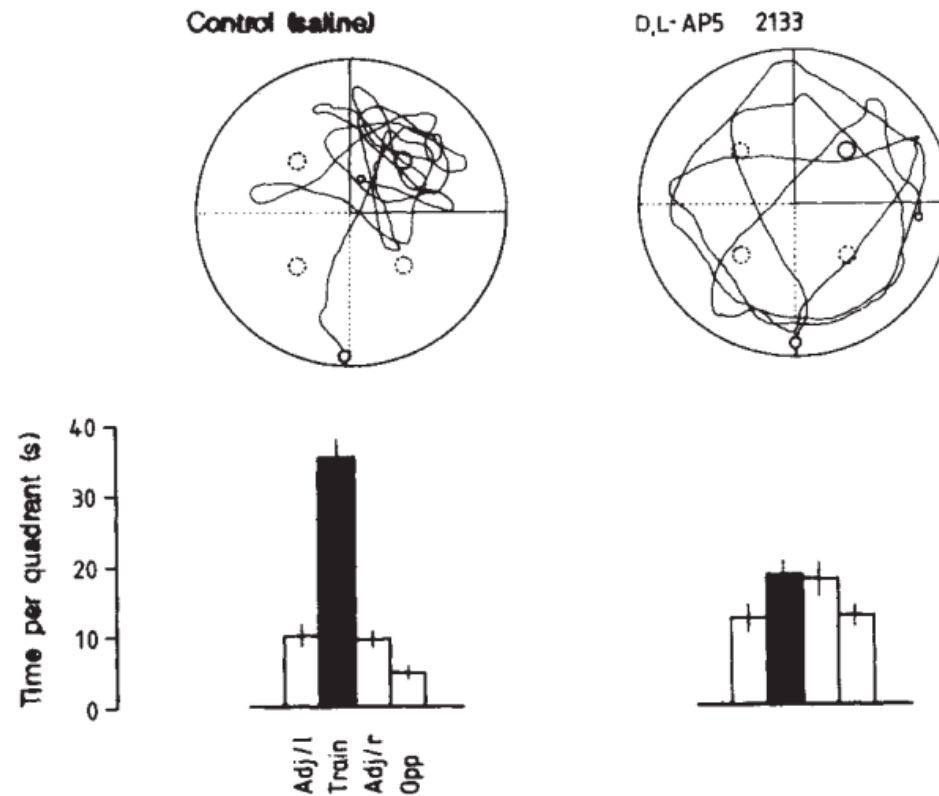 Control (saline)
D,L-AP5 2133
Time per quadrant (s)
40
30
20
10
0
Adj/l
Train
Adj/r
Opp